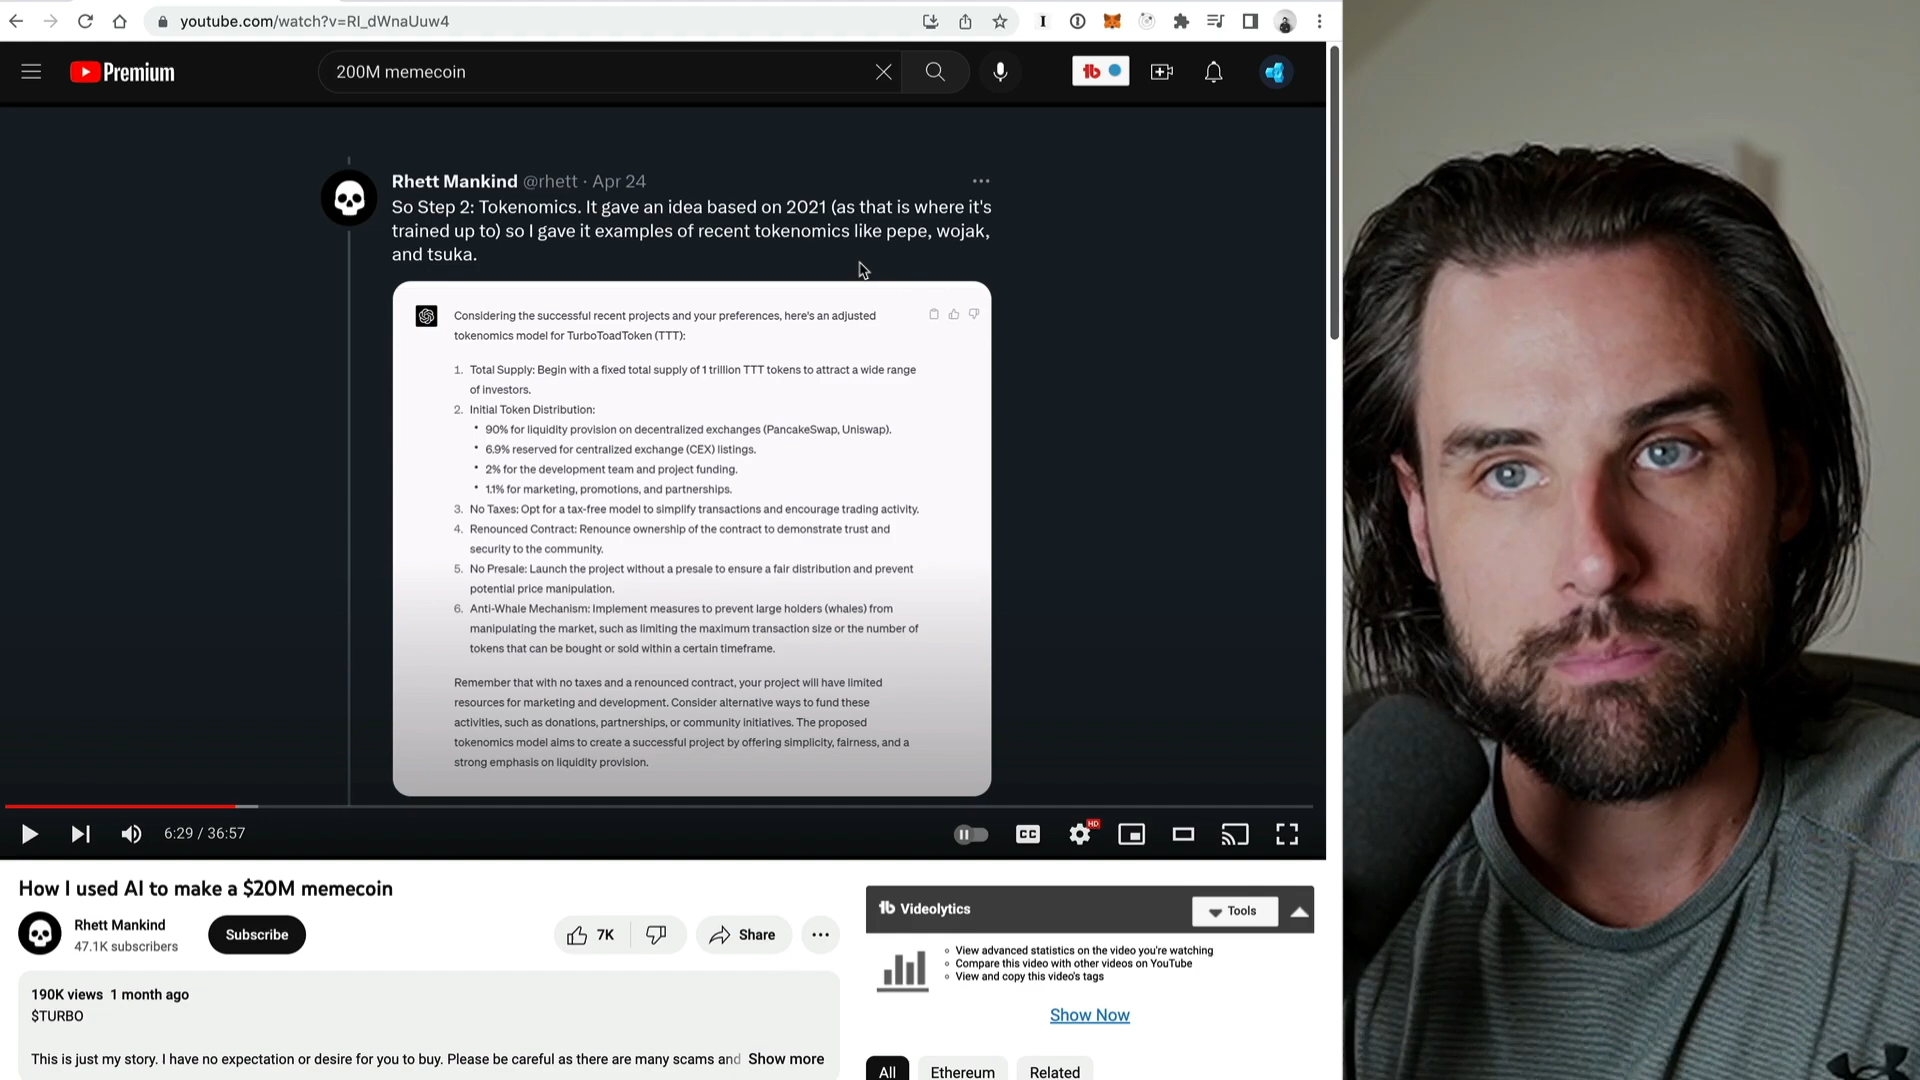 youtube.com/watch?v=RI_dWnaUuw4
Premium
200M memecoin
Rhett Mankind @rhett · Apr 24
So Step 2: Tokenomics. It gave an idea based on 2021 (as that is where it's
trained up to) so I gave it examples of recent tokenomics like pepe, wojak,
and tsuka.
Considering the successful recent projects and your preferences, here's an adjusted
tokenomics model for TurboToadToken (TTT):
1. Total Supply: Begin with a fixed total supply of 1 trillion TTT tokens to attract a wide range
of investors.
2. Initial Token Distribution:
• 90% for liquidity provision on decentralized exchanges (PancakeSwap, Uniswap).
• 6.9% reserved for centralized exchange (CEX) listings.
• 2% for the development team and project funding.
• 1.1% for marketing, promotions, and partnerships.
3. No Taxes: Opt for a tax-free model to simplify transactions and encourage trading activity.
4. Renounced Contract: Renounce ownership of the contract to demonstrate trust and
security to the community.
5. No Presale: Launch the project without a presale to ensure a fair distribution and prevent
potential price manipulation.
6. Anti-Whale Mechanism: Implement measures to prevent large holders (whales) from
manipulating the market, such as limiting the maximum transaction size or the number of
tokens that can be bought or sold within a certain timeframe.
Remember that with no taxes and a renounced contract, your project will have limited
resources for marketing and development. Consider alternative ways to fund these
activities, such as donations, partnerships, or community initiatives. The proposed
tokenomics model aims to create a successful project by offering simplicity, fairness, and a
strong emphasis on liquidity provision.
6:29 / 36:57
CC
HD
How I used AI to make a $20M memecoin
Rhett Mankind
47.1K subscribers
Subscribe
7K
Share
190K views 1 month ago
$TURBO
This is just my story. I have no expectation or desire for you to buy. Please be careful as there are many scams and Show more
tb Videolytics
Tools
View advanced statistics on the video you're watching
Compare this video with other videos on YouTube
View and copy this video's tags
Show Now
All
Ethereum
Related